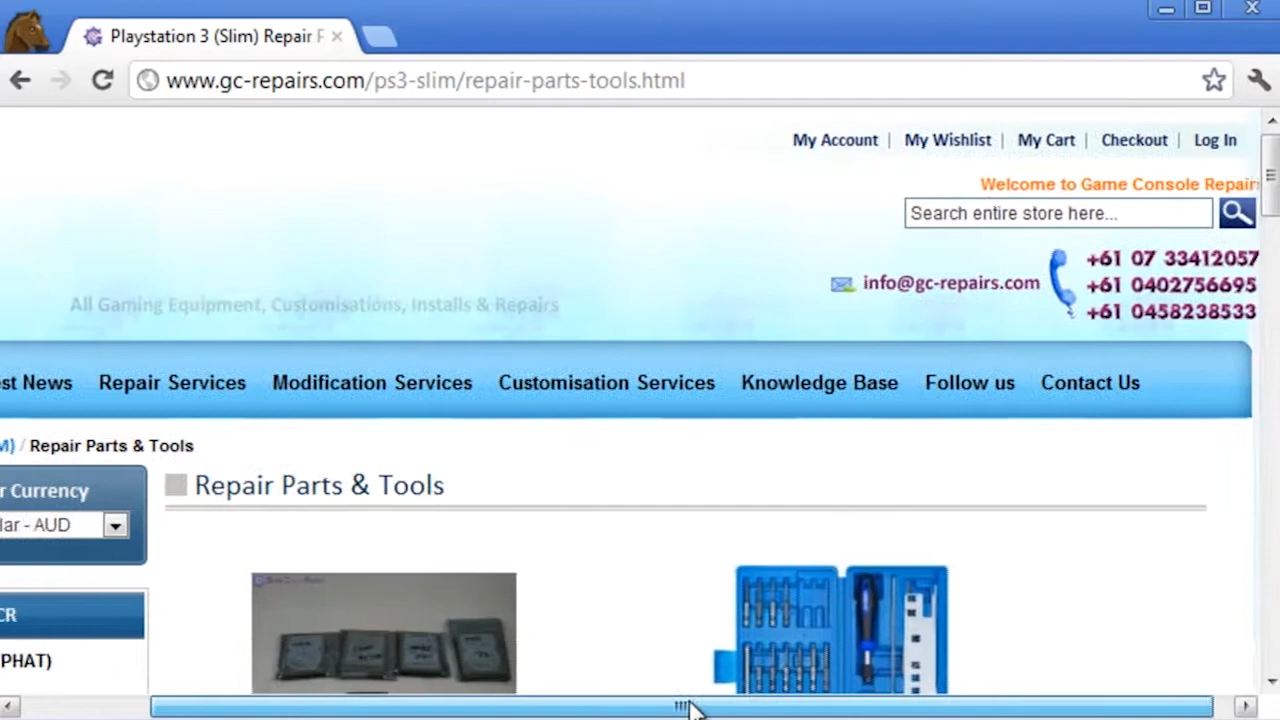 Playstation 3 (Slim) Repair P
www.gc-repairs.com/ps3-slim/repair-parts-tools.html
My Account | My Wishlist | My Cart | Checkout | Log In
Welcome to Game Console Repair
Search entire store here...
+61 07 33412057
info@gc-repairs.com
+61 0402756695
+61 0458238533
All Gaming Equipment, Customisations, Installs & Repairs
est News Repair Services Modification Services Customisation Services Knowledge Base Follow us Contact Us
M) / Repair Parts & Tools
r Currency
Repair Parts & Tools
lar - AUD
CR
PHAT)